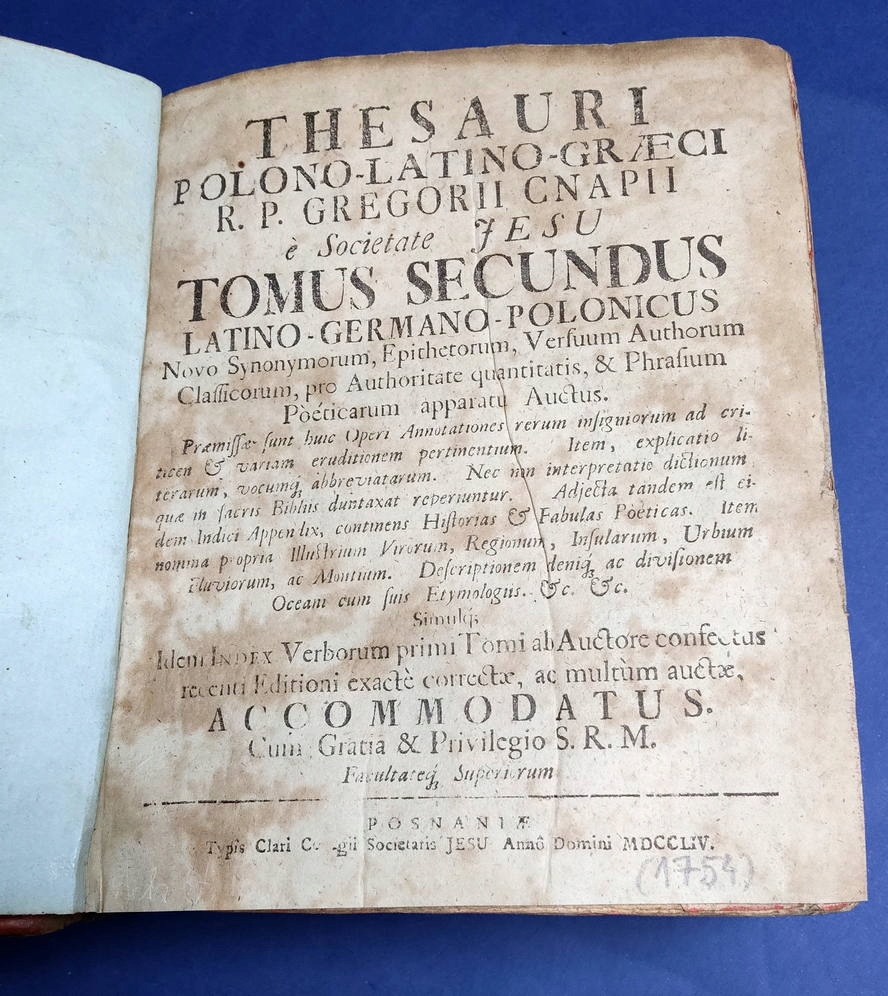 THESAURI
POLONO-LATINO-GRÆCI
R. P. GREGORII CNAPII
è Societate JESU
TOMUS SECUNDUS
LATINO-GERMANO-POLONICUS
Novo Synonymorum, Epithetorum, Versuum Authorum
Classicorum, pro Authoritate quantitatis, & Phrasium
Pòéticarum apparatu Auctus.
Præmissæ sunt huic Operi Annotationes rerum insigniorum ad cri-
ticen & variam eruditionem pertinentium. Item, explicatio li-
terarum, vocumq; abbreviatarum. Nec non interpretatio dictionum
quæ in sacris Bibliis duntaxat reperiuntur. Adjecta tandem est ei-
dem Indici Appendix, continens Historias & Fabulas Pòéticas. Item
nomina propria Illustrium Virorum, Regionum, Insularum, Urbium
Fluviorum, ac Montium. Descriptionem deniq; ac divisionem
Oceani cum suis Etymologiis. &c. &c.
Simulq;
Idem INDEX Verborum primi Tomi ab Auctore confectus
recenti Editioni exactè correctæ, ac multùm auctæ,
ACCOMMODATUS.
Cum Gratia & Privilegio S. R. M.
Facultateq; Superiorum
POSNANIÆ
Typis Clari Collegii Societatis JESU Annô Domini MDCCLIV.
(1754)